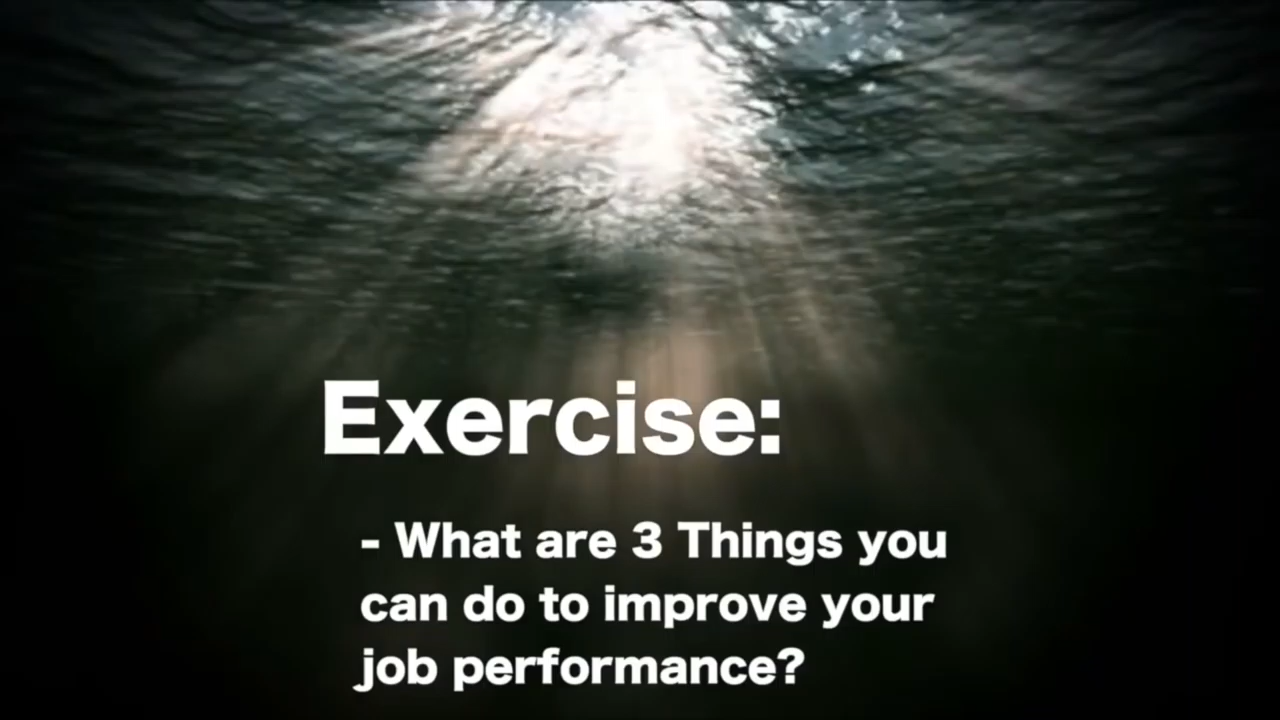 Exercise:
- What are 3 Things you
can do to improve your
job performance?